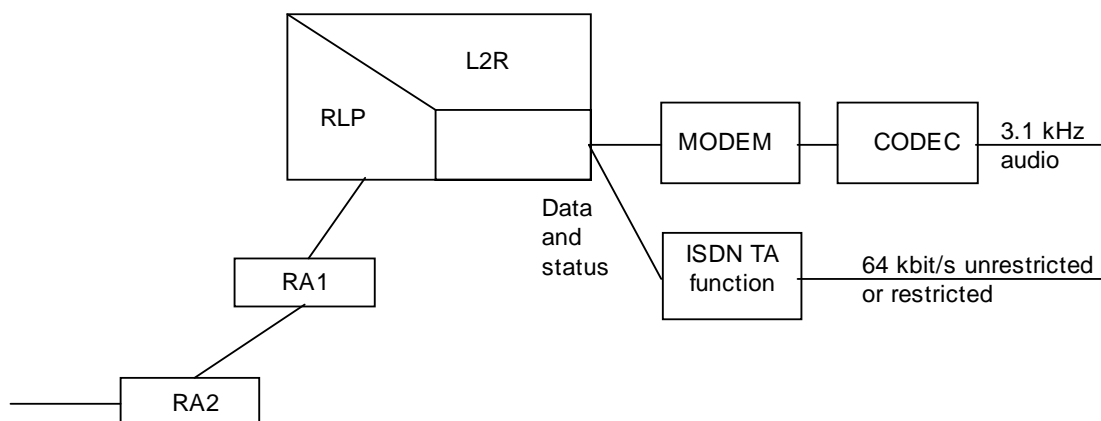 L2R
RLP
MODEM
CODEC
3.1 kHz
audio
Data
and
status
ISDN TA
function
64 kbit/s unrestricted
or restricted
RA1
RA2